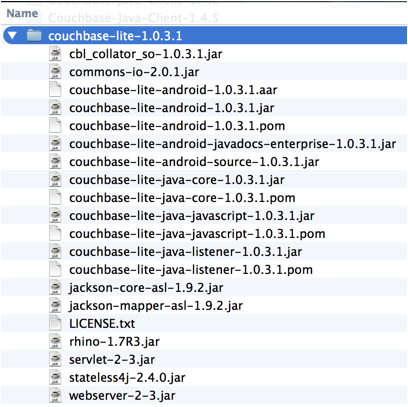 Name
Couchbase-Java-Client-1.4.5
couchbase-lite-1.0.3.1
cbl_collator_so-1.0.3.1.jar
commons-io-2.0.1.jar
couchbase-lite-android-1.0.3.1.aar
couchbase-lite-android-1.0.3.1.jar
couchbase-lite-android-1.0.3.1.pom
couchbase-lite-android-javadocs-enterprise-1.0.3.1.jar
couchbase-lite-android-source-1.0.3.1.jar
couchbase-lite-java-core-1.0.3.1.jar
couchbase-lite-java-core-1.0.3.1.pom
couchbase-lite-java-javascript-1.0.3.1.jar
couchbase-lite-java-javascript-1.0.3.1.pom
couchbase-lite-java-listener-1.0.3.1.jar
couchbase-lite-java-listener-1.0.3.1.pom
jackson-core-asl-1.9.2.jar
jackson-mapper-asl-1.9.2.jar
LICENSE.txt
rhino-1.7R3.jar
servlet-2-3.jar
stateless4j-2.4.0.jar
webserver-2-3.jar